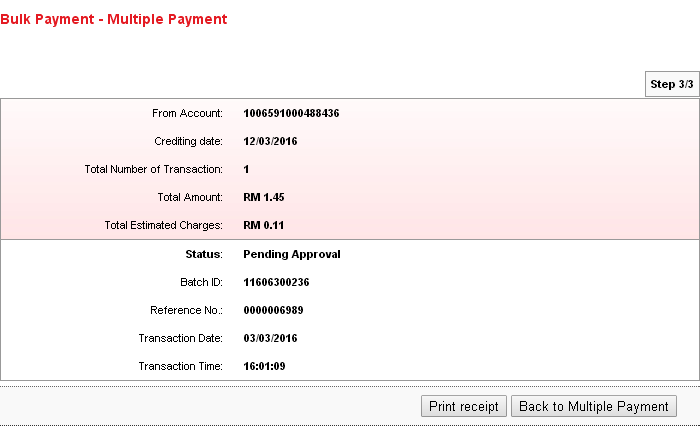 Bulk Payment - Multiple Payment
Step 3/3
From Account: 1006591000488436
Crediting date: 12/03/2016
Total Number of Transaction: 1
Total Amount: RM 1.45
Total Estimated Charges: RM 0.11
Status: Pending Approval
Batch ID: 11606300236
Reference No.: 0000006989
Transaction Date: 03/03/2016
Transaction Time: 16:01:09
Print receipt Back to Multiple Payment